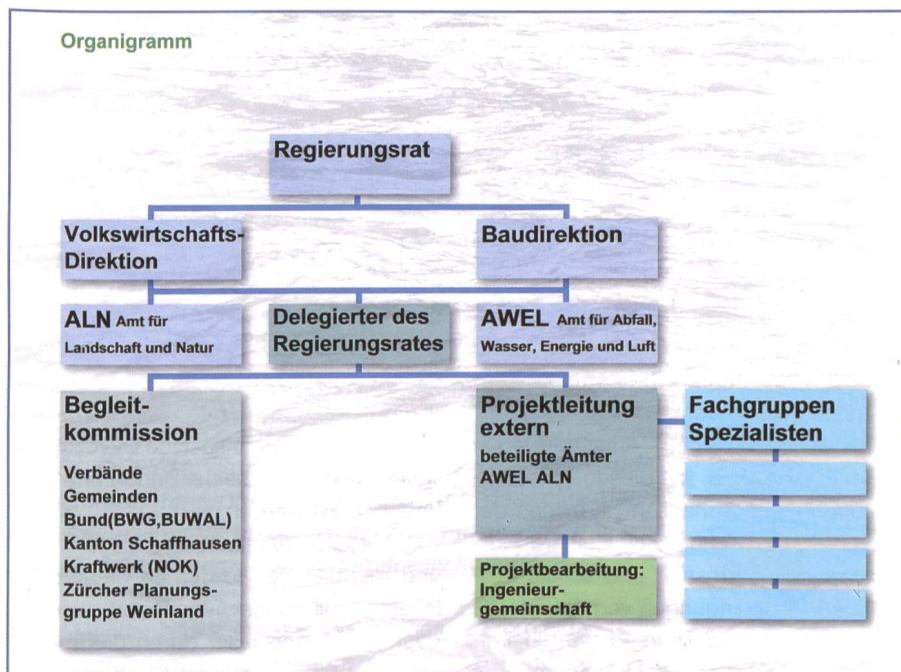 Organigramm
Regierungsrat
Volkswirtschafts-
Direktion
Baudirektion
ALN Amt für
Landschaft und Natur
Delegierter des
Regierungsrates
AWEL Amt für Abfall,
Wasser, Energie und Luft
Begleit-
kommission
Verbände
Gemeinden
Bund(BWG,BUWAL)
Kanton Schaffhausen
Kraftwerk (NOK)
Zürcher Planungs-
gruppe Weinland
Projektleitung
extern
beteiligte Ämter
AWEL ALN
Fachgruppen
Spezialisten
Projektbearbeitung:
Ingenieur-
gemeinschaft